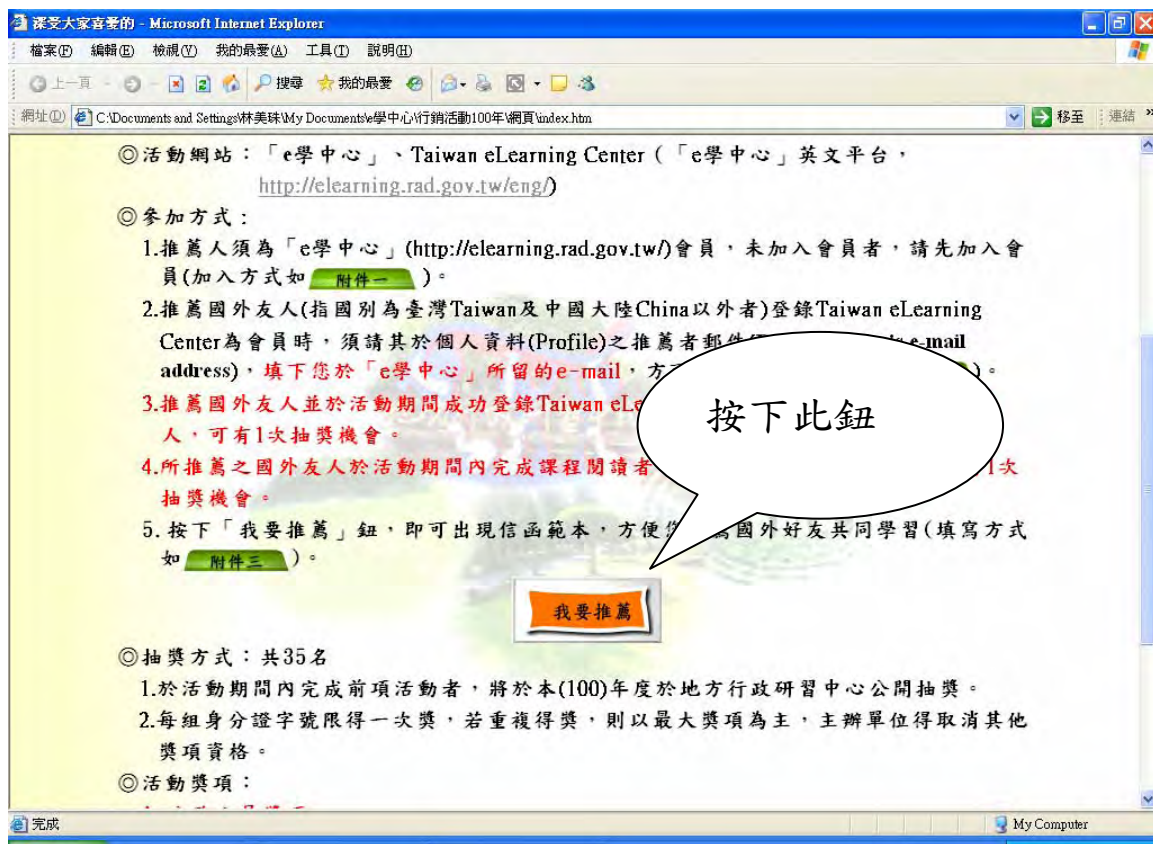 深受大家喜愛的 - Microsoft Internet Explorer
檔案(F) 編輯(E) 檢視(V) 我的最愛(A) 工具(T) 說明(H)
上一頁 搜尋 我的最愛
網址(D) C:\Documents and Settings\林美珠\My Documents\e學中心\行銷活動100年\網頁\index.htm 移至 連結 »
◎活動網站：「e學中心」、Taiwan eLearning Center（「e學中心」英文平台，
http://elearning.rad.gov.tw/eng/)
◎參加方式：
1.推薦人須為「e學中心」(http://elearning.rad.gov.tw/)會員，未加入會員者，請先加入會
員(加入方式如 附件一 )。
2.推薦國外友人(指國別為臺灣Taiwan及中國大陸China以外者)登錄Taiwan eLearning
Center為會員時，須請其於個人資料(Profile)之推薦者郵件 e-mail
address)，填下您於「e學中心」所留的e-mail，方 )。
3.推薦國外友人並於活動期間成功登錄Taiwan eLe
人，可有1次抽獎機會。
4.所推薦之國外友人於活動期間內完成課程閱讀者 1次
抽獎機會。
5.按下「我要推薦」鈕，即可出現信函範本，方便 國外好友共同學習(填寫方式
如 附件三 )。
按下此鈕
我要推薦
◎抽獎方式：共35名
1.於活動期間內完成前項活動者，將於本(100)年度於地方行政研習中心公開抽獎。
2.每組身分證字號限得一次獎，若重複得獎，則以最大獎項為主，主辦單位得取消其他
獎項資格。
◎活動獎項：
完成 My Computer